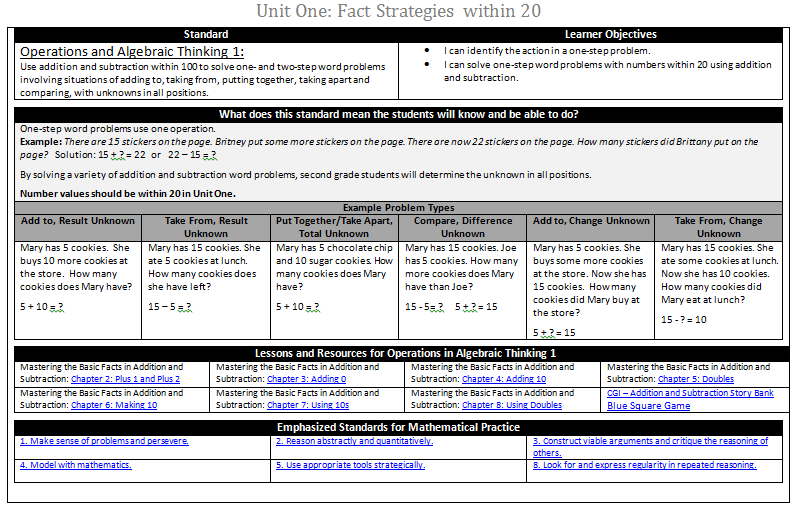 Unit One: Fact Strategies within 20
Standard
Learner Objectives
Operations and Algebraic Thinking 1:
Use addition and subtraction within 100 to solve one- and two-step word problems
involving situations of adding to, taking from, putting together, taking apart and
comparing, with unknowns in all positions.
• I can identify the action in a one-step problem.
• I can solve one-step word problems with numbers within 20 using addition
and subtraction.
What does this standard mean the students will know and be able to do?
One-step word problems use one operation.
Example: There are 15 stickers on the page. Britney put some more stickers on the page. There are now 22 stickers on the page. How many stickers did Brittany put on
the page? Solution: 15 + ? = 22 or 22 – 15 = ?
By solving a variety of addition and subtraction word problems, second grade students will determine the unknown in all positions.
Number values should be within 20 in Unit One.
Example Problem Types
Add to, Result Unknown
Take From, Result
Unknown
Put Together/Take Apart,
Total Unknown
Compare, Difference
Unknown
Add to, Change Unknown
Take From, Change
Unknown
Mary has 5 cookies. She
buys 10 more cookies at
the store. How many
cookies does Mary have?
5 + 10 = ?
Mary has 15 cookies. She
ate 5 cookies at lunch.
How many cookies does
she have left?
15 – 5 = ?
Mary has 5 chocolate chip
and 10 sugar cookies. How
many cookies does Mary
have?
5 + 10 = ?
Mary has 15 cookies. Joe
has 5 cookies. How many
more cookies does Mary
have than Joe?
15 - 5= ? 5 + ? = 15
Mary has 5 cookies. She
buys some more cookies
at the store. Now she has
15 cookies. How many
cookies did Mary buy at
the store?
5 + ? = 15
Mary has 15 cookies. She
ate some cookies at lunch.
Now she has 10 cookies.
How many cookies did
Mary eat at lunch?
15 - ? = 10
Lessons and Resources for Operations in Algebraic Thinking 1
Mastering the Basic Facts in Addition and
Subtraction: Chapter 2: Plus 1 and Plus 2
Mastering the Basic Facts in Addition and
Subtraction: Chapter 3: Adding 0
Mastering the Basic Facts in Addition and
Subtraction: Chapter 4: Adding 10
Mastering the Basic Facts in Addition and
Subtraction: Chapter 5: Doubles
Mastering the Basic Facts in Addition and
Subtraction: Chapter 6: Making 10
Mastering the Basic Facts in Addition and
Subtraction: Chapter 7: Using 10s
Mastering the Basic Facts in Addition and
Subtraction: Chapter 8: Using Doubles
CGI – Addition and Subtraction Story Bank
Blue Square Game
Emphasized Standards for Mathematical Practice
1. Make sense of problems and persevere.
2. Reason abstractly and quantitatively.
3. Construct viable arguments and critique the reasoning of
others.
4. Model with mathematics.
5. Use appropriate tools strategically.
8. Look for and express regularity in repeated reasoning.